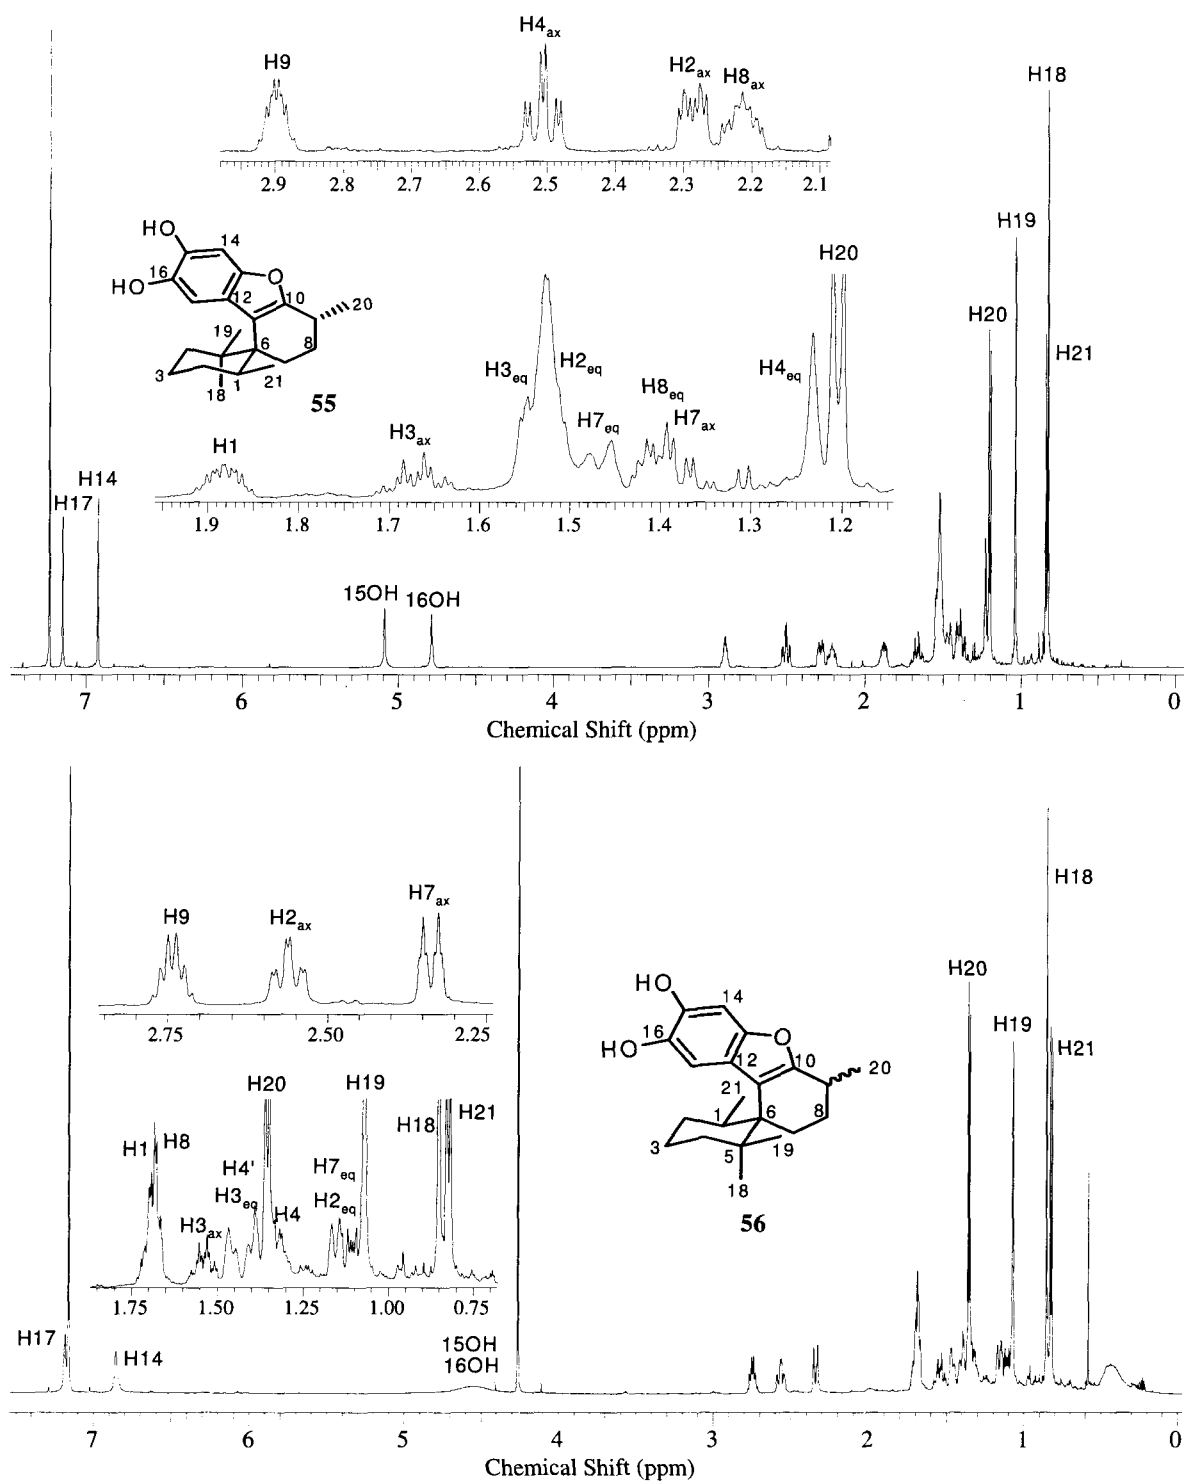 H4ax
H9
H2ax
H8ax
H18
2.9 2.8 2.7 2.6 2.5 2.4 2.3 2.2 2.1
H19
HO 14
HO 16 O
12 10 20
19 6 8
3 1 21
18
55
H20
H20
H21
H3eq H2eq
H4eq
H8eq
H7eq H7ax
H1 H3ax
H14
H17
1.9 1.8 1.7 1.6 1.5 1.4 1.3 1.2
15OH 16OH
7 6 5 4 3 2 1 0
Chemical Shift (ppm)
H7ax
H9 H2ax
H18
2.75 2.50 2.25
H20
HO 14
HO 16 O
12 10 20
21 6 8
1
3 5 19
18
56
H19
H21
H20 H19
H18 H21
H1 H8
H4' H7eq
H3eq H4 H2eq
H3ax
1.75 1.50 1.25 1.00 0.75
H17
H14
15OH
16OH
7 6 5 4 3 2 1 0
Chemical Shift (ppm)